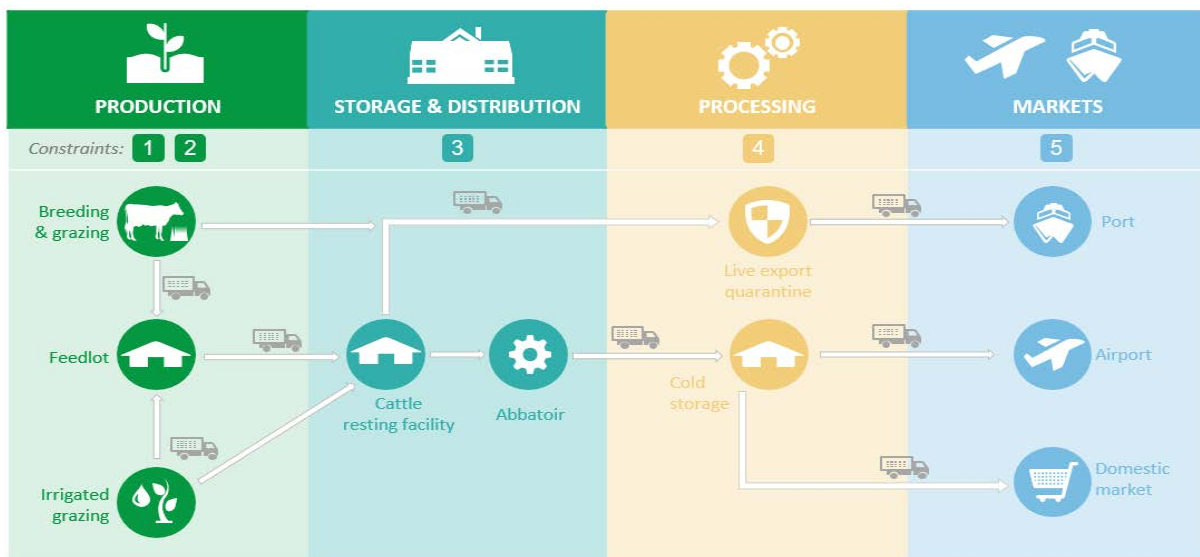 PRODUCTION
STORAGE & DISTRIBUTION
PROCESSING
MARKETS
Constraints: 1 2
3
4
5
Breeding
& grazing
Live export
quarantine
Port
Feedlot
Cattle
resting facility
Abbatoir
Cold
storage
Airport
Irrigated
grazing
Domestic
market